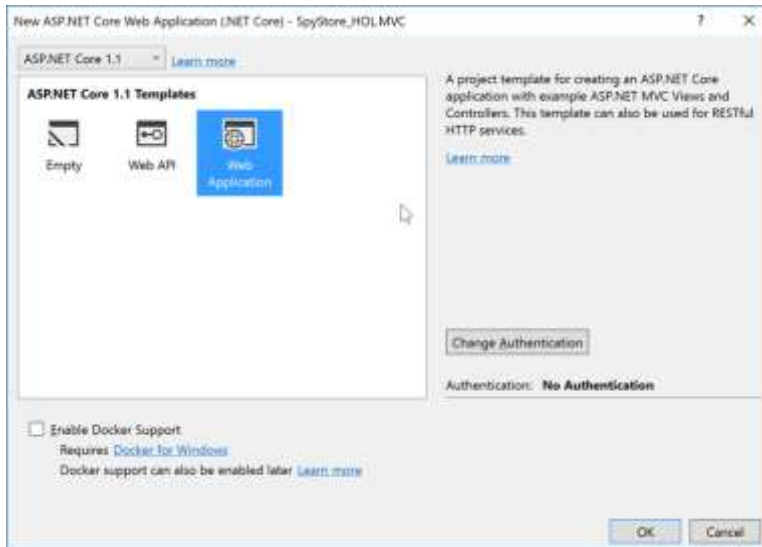 New ASP.NET Core Web Application (.NET Core) - SpyStore_HOL.MVC
ASP.NET Core 1.1
Learn more
ASP.NET Core 1.1 Templates
Empty
Web API
Web
Application
A project template for creating an ASP.NET Core
application with example ASP.NET MVC Views and
Controllers. This template can also be used for RESTful
HTTP services.
Learn more
Change Authentication
Authentication: No Authentication
Enable Docker Support
Requires Docker for Windows
Docker support can also be enabled later Learn more
OK
Cancel